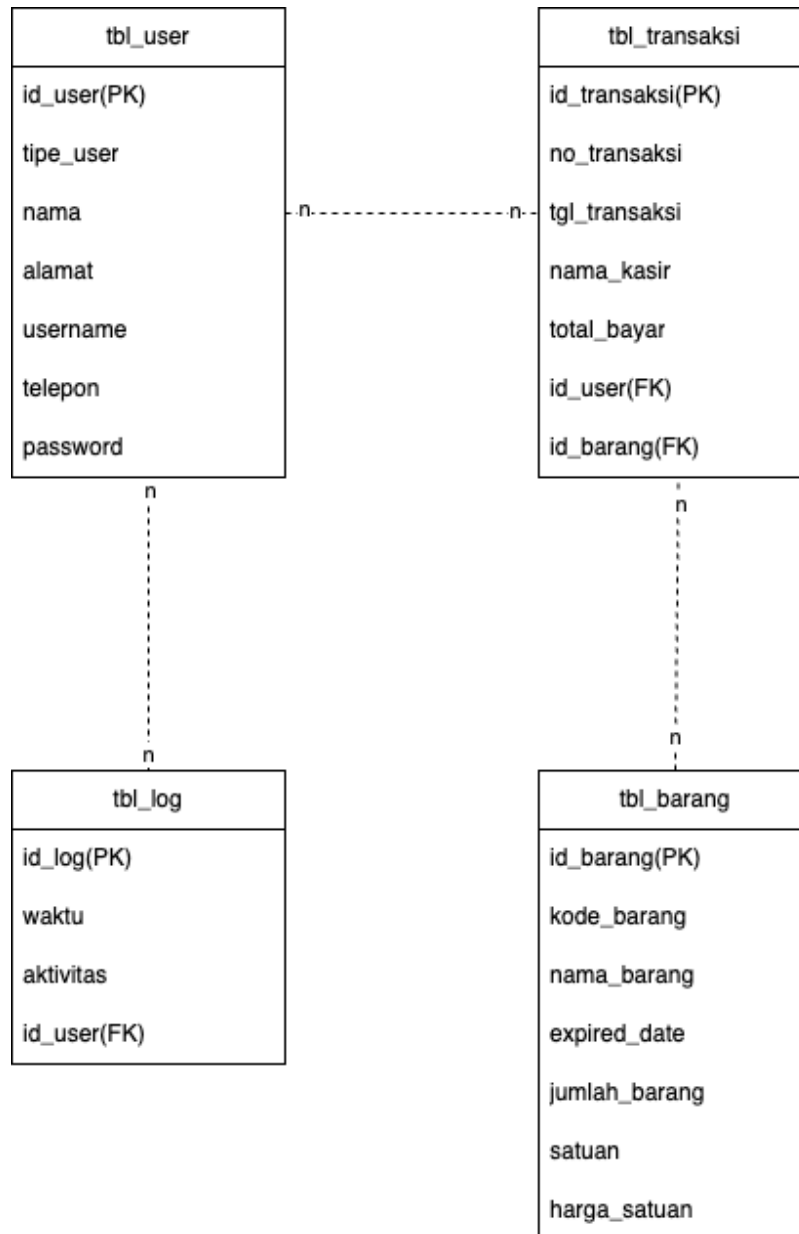 tbl_user
id_user(PK)
tipe_user
nama
alamat
username
telepon
password
tbl_transaksi
id_transaksi(PK)
no_transaksi
tgl_transaksi
nama_kasir
total_bayar
id_user(FK)
id_barang(FK)
n
n
n
n
n
n
tbl_log
id_log(PK)
waktu
aktivitas
id_user(FK)
tbl_barang
id_barang(PK)
kode_barang
nama_barang
expired_date
jumlah_barang
satuan
harga_satuan